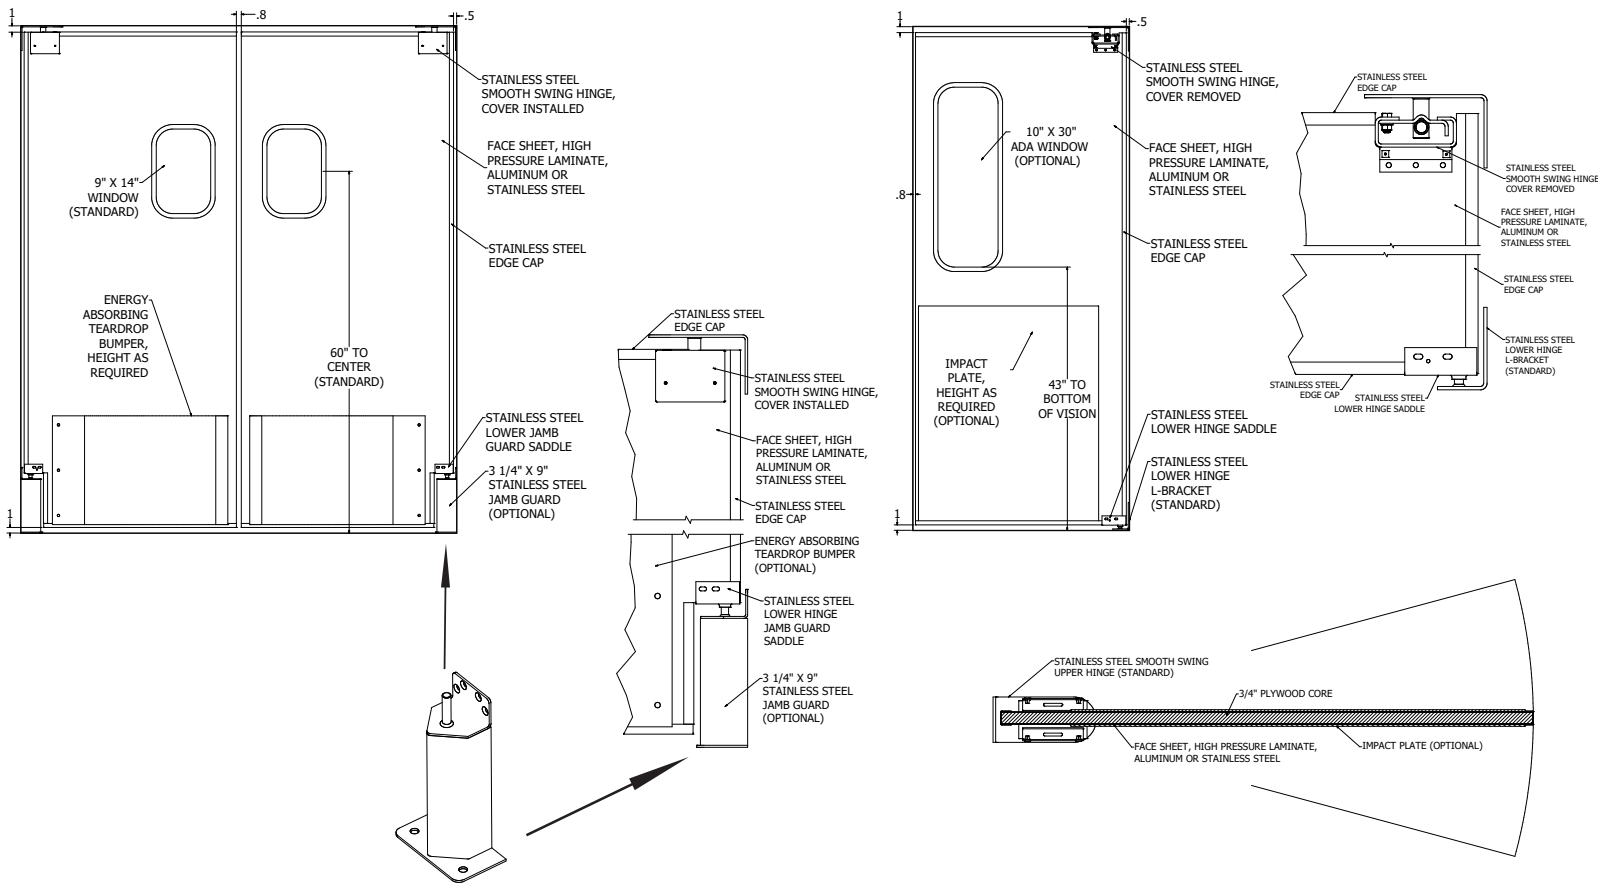 1
.8
.5
STAINLESS STEEL
SMOOTH SWING HINGE,
COVER INSTALLED
FACE SHEET, HIGH
PRESSURE LAMINATE,
ALUMINUM OR
STAINLESS STEEL
9" X 14"
WINDOW
(STANDARD)
STAINLESS STEEL
EDGE CAP
ENERGY
ABSORBING
TEARDROP
BUMPER,
HEIGHT AS
REQUIRED
60" TO
CENTER
(STANDARD)
STAINLESS STEEL
LOWER JAMB
GUARD SADDLE
3 1/4" X 9"
STAINLESS STEEL
JAMB GUARD
(OPTIONAL)
1
STAINLESS STEEL
EDGE CAP
STAINLESS STEEL
SMOOTH SWING HINGE,
COVER INSTALLED
FACE SHEET, HIGH
PRESSURE LAMINATE,
ALUMINUM OR
STAINLESS STEEL
STAINLESS STEEL
EDGE CAP
ENERGY ABSORBING
TEARDROP BUMPER
(OPTIONAL)
STAINLESS STEEL
LOWER HINGE
JAMB GUARD
SADDLE
3 1/4" X 9"
STAINLESS STEEL
JAMB GUARD
(OPTIONAL)
1
.5
STAINLESS STEEL
SMOOTH SWING HINGE,
COVER REMOVED
10" X 30"
ADA WINDOW
(OPTIONAL)
FACE SHEET, HIGH
PRESSURE LAMINATE,
ALUMINUM OR
STAINLESS STEEL
.8
STAINLESS STEEL
EDGE CAP
IMPACT
PLATE,
HEIGHT AS
REQUIRED
(OPTIONAL)
43" TO
BOTTOM
OF VISION
STAINLESS STEEL
LOWER HINGE SADDLE
STAINLESS STEEL
LOWER HINGE
L-BRACKET
(STANDARD)
1
STAINLESS STEEL
EDGE CAP
STAINLESS STEEL
SMOOTH SWING HINGE
COVER REMOVED
FACE SHEET, HIGH
PRESSURE LAMINATE,
ALUMINUM OR
STAINLESS STEEL
STAINLESS STEEL
EDGE CAP
STAINLESS STEEL
LOWER HINGE
L-BRACKET
(STANDARD)
STAINLESS STEEL
EDGE CAP
STAINLESS STEEL
LOWER HINGE SADDLE
STAINLESS STEEL SMOOTH SWING
UPPER HINGE (STANDARD)
3/4" PLYWOOD CORE
FACE SHEET, HIGH PRESSURE LAMINATE,
ALUMINUM OR STAINLESS STEEL
IMPACT PLATE (OPTIONAL)